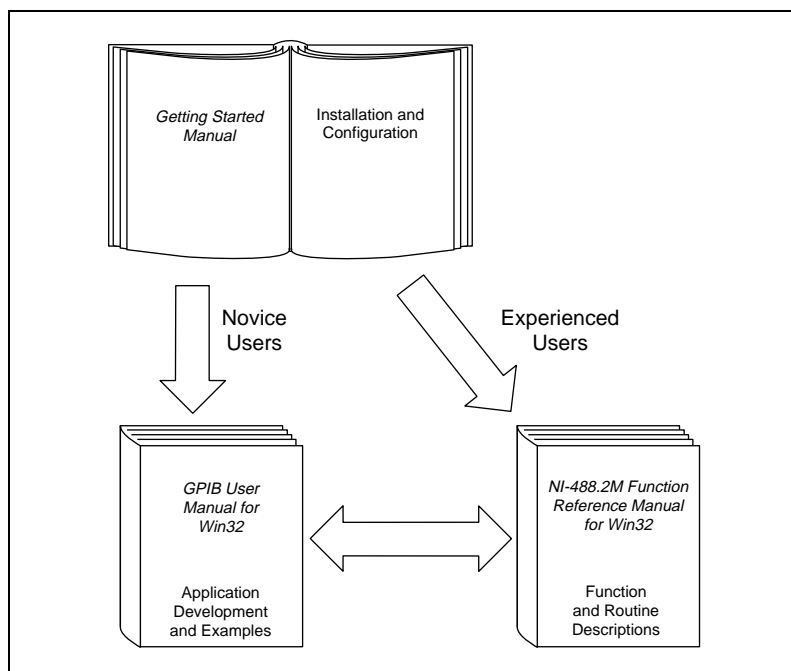 Getting Started
Manual
Installation and
Configuration
Novice
Users
Experienced
Users
GPIB User
Manual for
Win32
Application
Development
and Examples
NI-488.2M Function
Reference Manual
for Win32
Function
and Routine
Descriptions